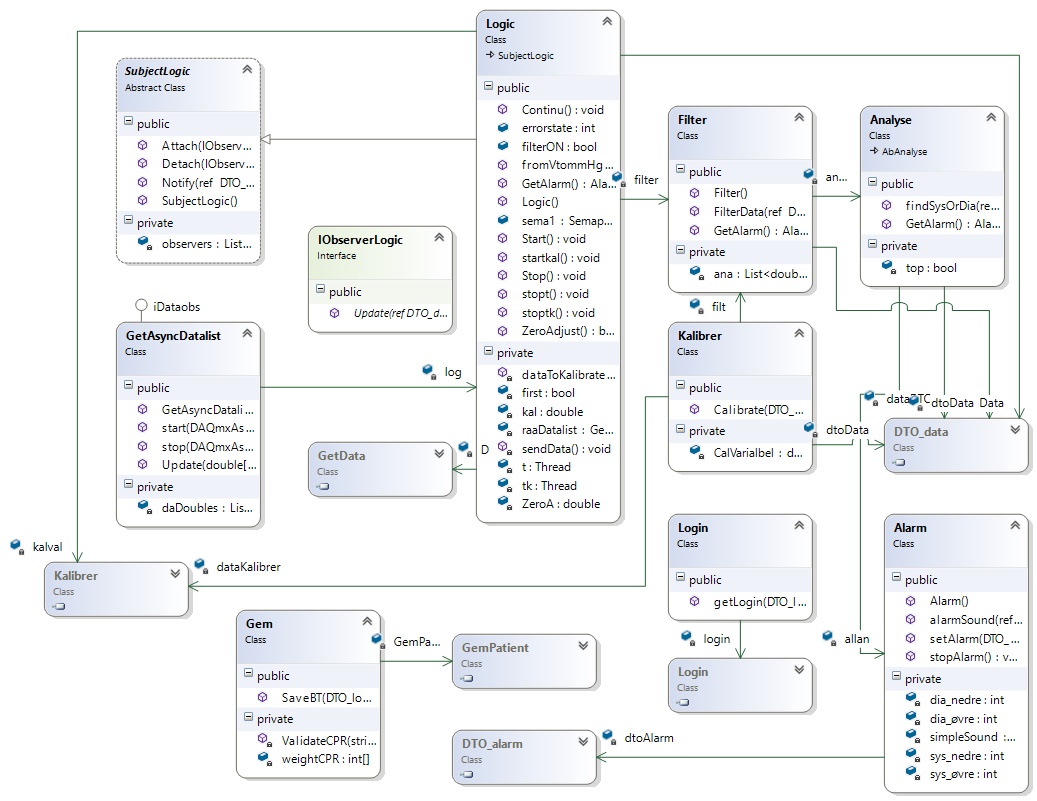 SubjectLogic
Abstract Class
public
Attach(IObserv...
Detach(IObserv...
Notify(ref DTO_...
SubjectLogic()
private
observers : List...
IObserverLogic
Interface
public
Update(ref DTO_d...
iDataobs
GetAsyncDatalist
Class
public
GetAsyncDatali...
start(DAQmxAs...
stop(DAQmxAs...
Update(double[...
private
daDoubles : Lis...
log
GetData
Class
D
Logic
Class
SubjectLogic
public
Continu() : void
errorstate : int
filterON : bool
fromVtommHg...
GetAlarm() : Ala...
Logic()
sema1 : Semap...
Start() : void
startkal() : void
Stop() : void
stopt() : void
stoptk() : void
ZeroAdjust() : b...
private
dataToKalibrate...
first : bool
kal : double
raaDatalist : Ge...
sendData() : void
t : Thread
tk : Thread
ZeroA : double
filter
Filter
Class
public
Filter()
FilterData(ref D...
GetAlarm() : Ala...
private
ana : List<doub...
an...
Analyse
Class
AbAnalyse
public
findSysOrDia(re...
GetAlarm() : Ala...
private
top : bool
filt
Kalibrer
Class
public
Calibrate(DTO_...
private
CalVarialbel : d...
dtoData
dtoData
Data
DTO_data
Class
kalval
Kalibrer
Class
dataKalibrer
Login
Class
public
getLogin(DTO_l...
login
Login
Class
allan
Alarm
Class
public
Alarm()
alarmSound(ref...
setAlarm(DTO_...
stopAlarm() : v...
private
dia_nedre : int
dia_øvre : int
simpleSound :...
sys_nedre : int
sys_øvre : int
Gem
Class
public
SaveBT(DTO_lo...
private
ValidateCPR(stri...
weightCPR : int[]
GemPa...
GemPatient
Class
DTO_alarm
Class
dtoAlarm